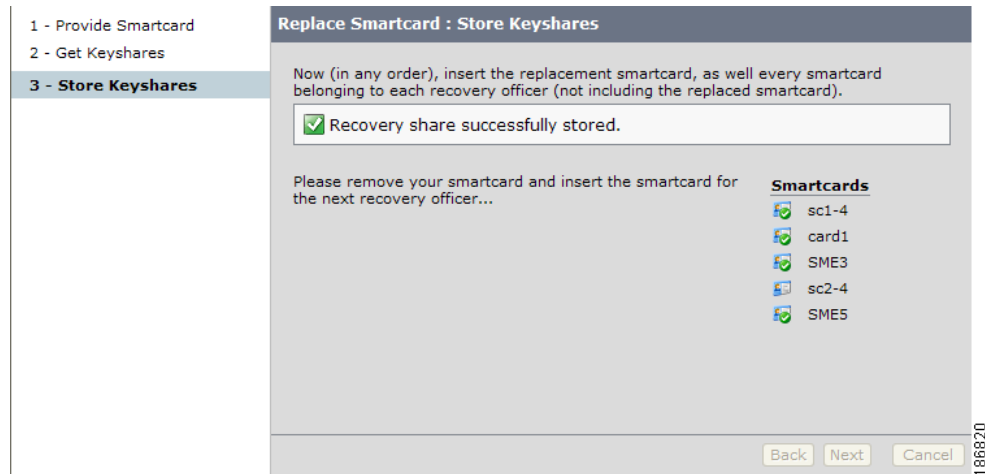 1 - Provide Smartcard
2 - Get Keyshares
3 - Store Keyshares
Replace Smartcard : Store Keyshares
Now (in any order), insert the replacement smartcard, as well every smartcard
belonging to each recovery officer (not including the replaced smartcard).
Recovery share successfully stored.
Please remove your smartcard and insert the smartcard for
the next recovery officer...
Smartcards
sc1-4
card1
SME3
sc2-4
SME5
Back Next Cancel
186820